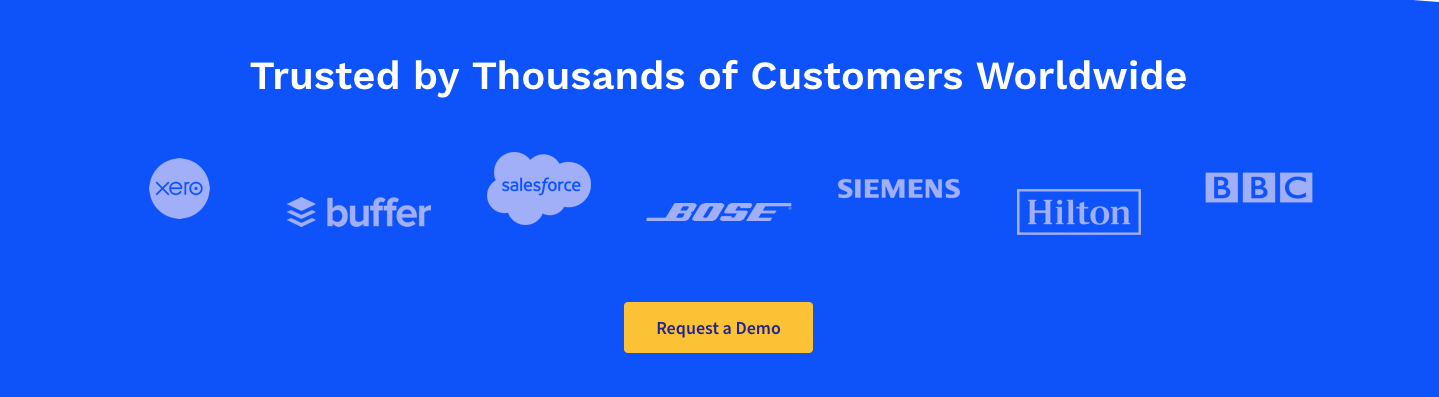 Trusted by Thousands of Customers Worldwide
xero
buffer
salesforce
BOSE
SIEMENS
Hilton
BBC
Request a Demo